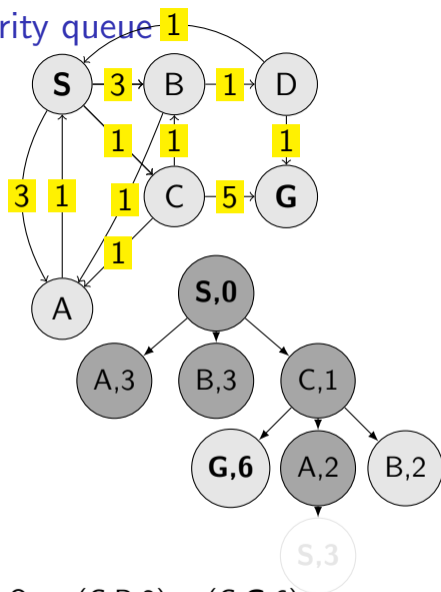 rity queue
1
S 3 B 1 D
1 1 1
3 1 1 C 5 G
1
A
S,0
A,3 B,3 C,1
G,6 A,2 B,2
S,3